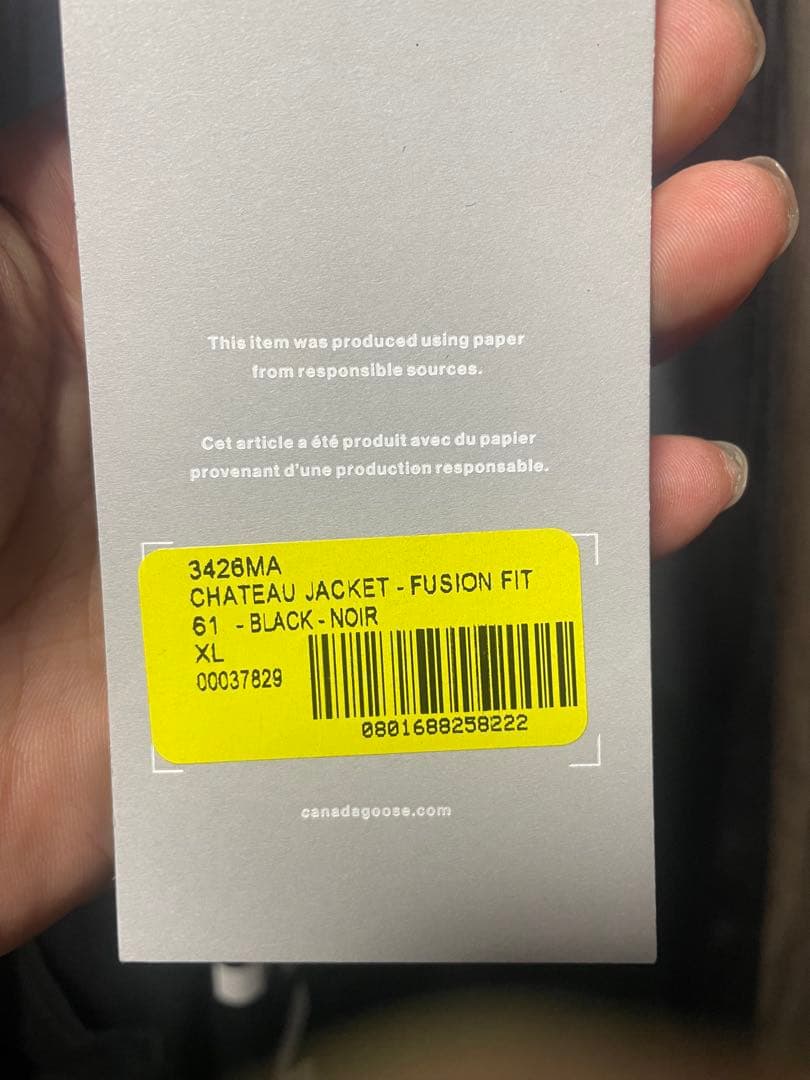 This item was produced using paper
from responsible sources.
Cet article a été produit avec du papier
provenant d'une production responsable.
3426MA
CHATEAU JACKET - FUSION FIT
61 - BLACK - NOIR
XL
00037829
0801688258222
canadagoose.com